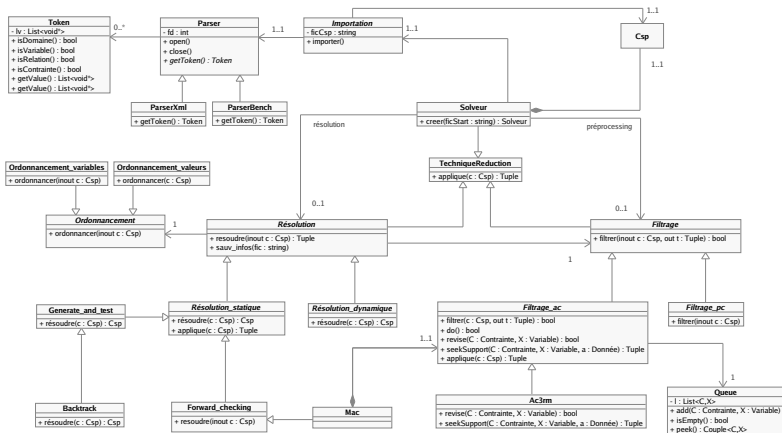 Token
- lv : List<void*>
+ isDomaine() : bool
+ isVariable() : bool
+ isRelation() : bool
+ isContrainte() : bool
+ getValue() : List<void*>
+ getValue() : List<void*>
0..*
Parser
- fd : int
+ open()
+ close()
+ getToken() : Token
1..1
Importation
- ficCsp : string
+ importer()
1..1
1..1
Csp
1..1
ParserXml
+ getToken() : Token
ParserBench
+ getToken() : Token
Solveur
+ creer(ficStart : string) : Solveur
résolution
préprocessing
TechniqueReduction
+ applique(c : Csp) : Tuple
Ordonnancement_variables
+ ordonnancer(inout c : Csp)
Ordonnancement_valeurs
+ ordonnancer(c : Csp)
0..1
0..1
Ordonnancement
+ ordonnancer(inout c : Csp)
1
Résolution
+ resoudre(inout c : Csp) : Tuple
+ sauv_infos(fic : string)
1
Filtrage
+ filtrer(inout c : Csp, out t : Tuple) : bool
Generate_and_test
+ résoudre(c : Csp) : Csp
Résolution_statique
+ résoudre(c : Csp) : Csp
+ applique(c : Csp) : Tuple
Résolution_dynamique
+ résoudre(c : Csp) : Csp
Filtrage_ac
+ filtrer(c : Csp, out t : Tuple) : bool
+ do() : bool
+ revise(C : Contrainte, X : Variable) : bool
+ seekSupport(C : Contrainte, X : Variable, a : Donnée) : Tuple
+ applique(c : Csp) : Tuple
Filtrage_pc
+ filtrer(inout c : Csp)
1..1
1
Backtrack
+ résoudre(c : Csp) : Csp
Forward_checking
+ resoudre(inout c : Csp)
Mac
Ac3rm
+ revise(C : Contrainte, X : Variable) : bool
+ seekSupport(C : Contrainte, X : Variable, a : Donnée) : Tuple
Queue
- l : List<C,X>
+ add(C : Contrainte, X : Variable)
+ isEmpty() : bool
+ peek() : Couple<C,X>